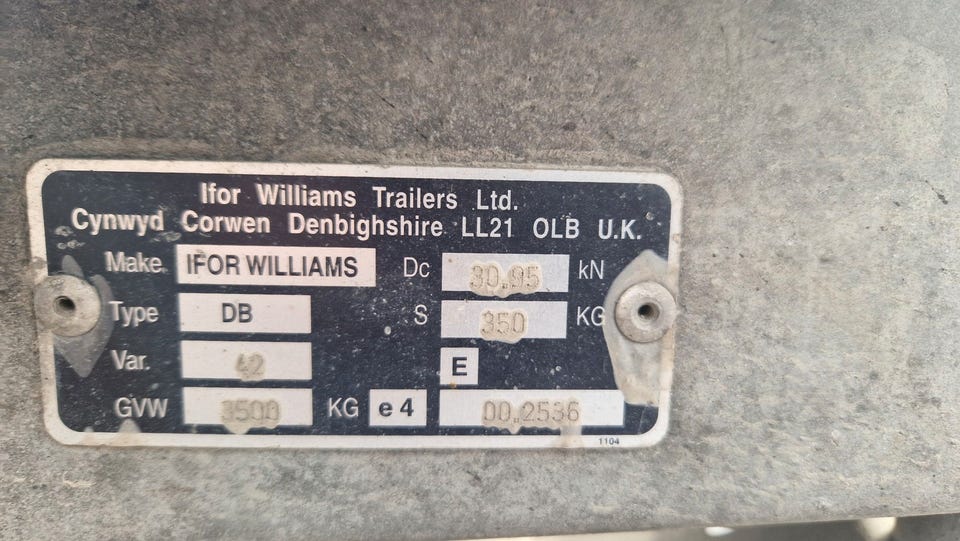 Ifor Williams Trailers Ltd.
Cynwyd Corwen Denbighshire LL21 OLB U.K.
Make IFOR WILLIAMS Dc 30.95 kN
Type DB S 350 KG
Var. 42 E
GVW 3500 KG e4 00.2536
1104